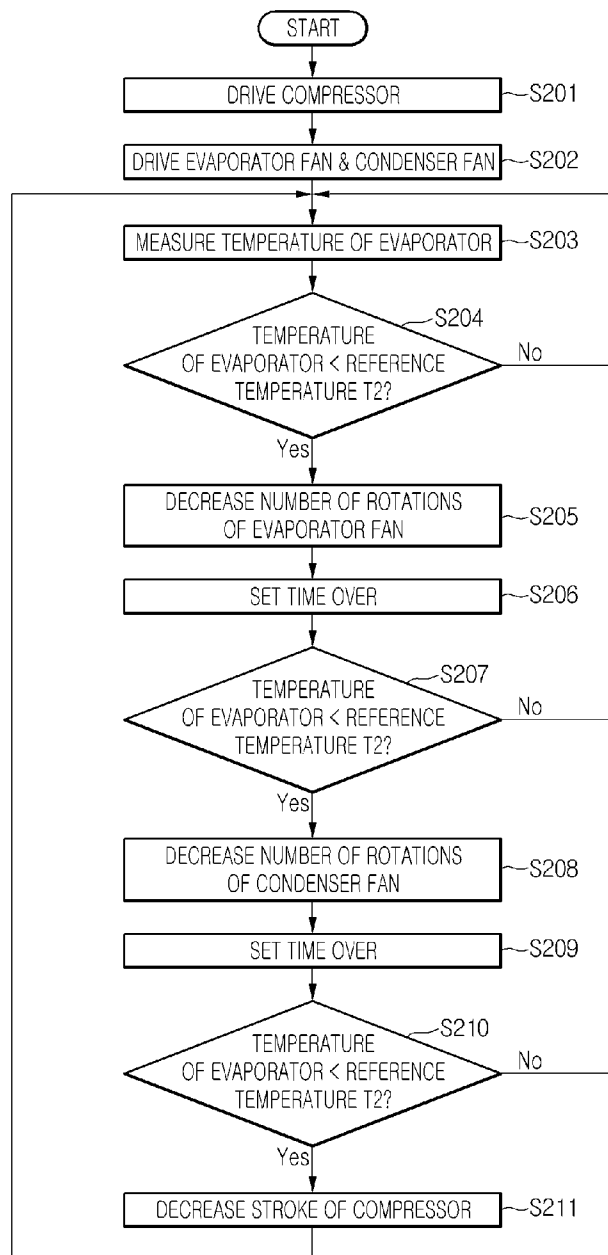 START
DRIVE COMPRESSOR
S201
DRIVE EVAPORATOR FAN & CONDENSER FAN
S202
MEASURE TEMPERATURE OF EVAPORATOR
S203
S204
TEMPERATURE
OF EVAPORATOR < REFERENCE
TEMPERATURE T2?
No
Yes
DECREASE NUMBER OF ROTATIONS
OF EVAPORATOR FAN
S205
SET TIME OVER
S206
S207
TEMPERATURE
OF EVAPORATOR < REFERENCE
TEMPERATURE T2?
No
Yes
DECREASE NUMBER OF ROTATIONS
OF CONDENSER FAN
S208
SET TIME OVER
S209
S210
TEMPERATURE
OF EVAPORATOR < REFERENCE
TEMPERATURE T2?
No
Yes
DECREASE STROKE OF COMPRESSOR
S211